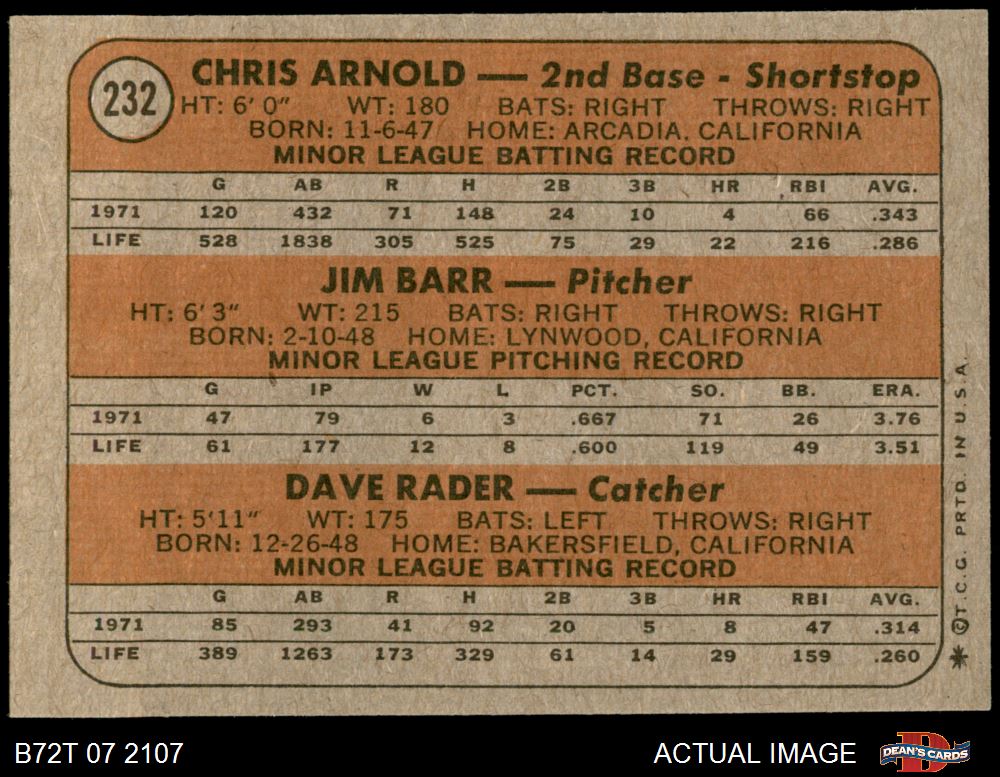 232
CHRIS ARNOLD — 2nd Base - Shortstop
HT: 6' 0" WT: 180 BATS: RIGHT THROWS: RIGHT
BORN: 11-6-47 HOME: ARCADIA. CALIFORNIA
MINOR LEAGUE BATTING RECORD
G AB R H 2B 3B HR RBI AVG.
1971 120 432 71 148 24 10 4 66 .343
LIFE 528 1838 305 525 75 29 22 216 .286
JIM BARR — Pitcher
HT: 6' 3" WT: 215 BATS: RIGHT THROWS: RIGHT
BORN: 2-10-48 HOME: LYNWOOD, CALIFORNIA
MINOR LEAGUE PITCHING RECORD
G IP W L PCT. SO. BB. ERA.
1971 47 79 6 3 .667 71 26 3.76
LIFE 61 177 12 8 .600 119 49 3.51
DAVE RADER — Catcher
HT: 5'11" WT: 175 BATS: LEFT THROWS: RIGHT
BORN: 12-26-48 HOME: BAKERSFIELD, CALIFORNIA
MINOR LEAGUE BATTING RECORD
G AB R H 2B 3B HR RBI AVG.
1971 85 293 41 92 20 5 8 47 .314
LIFE 389 1263 173 329 61 14 29 159 .260
* © T.C.G. PRTD. IN U.S.A.
B72T 07 2107
ACTUAL IMAGE
D
DEAN'S CARDS